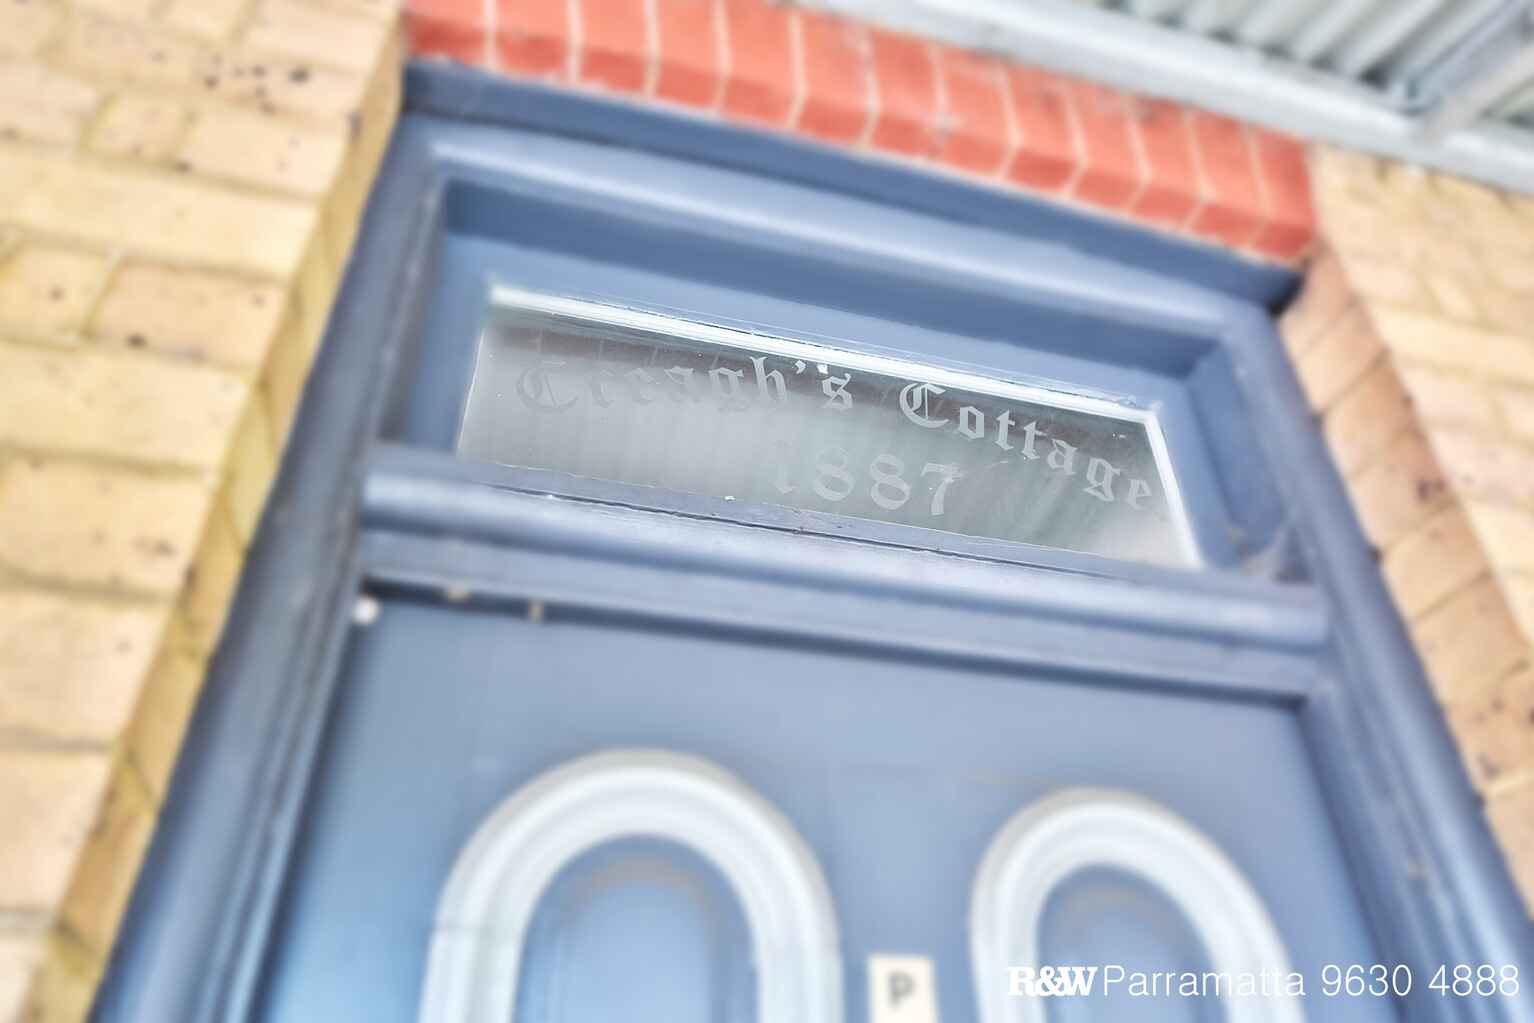 Creagh's Cottage
1887
P
R&W Parramatta 9630 4888